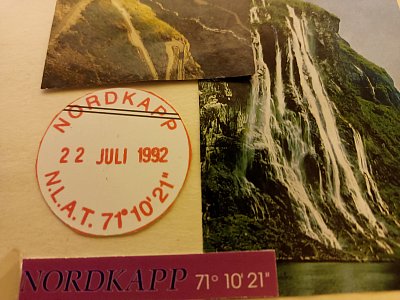 NORDKAPP
22 JULI 1992
N.L.A.T. 71°10'21"
NORDKAPP 71° 10' 21"